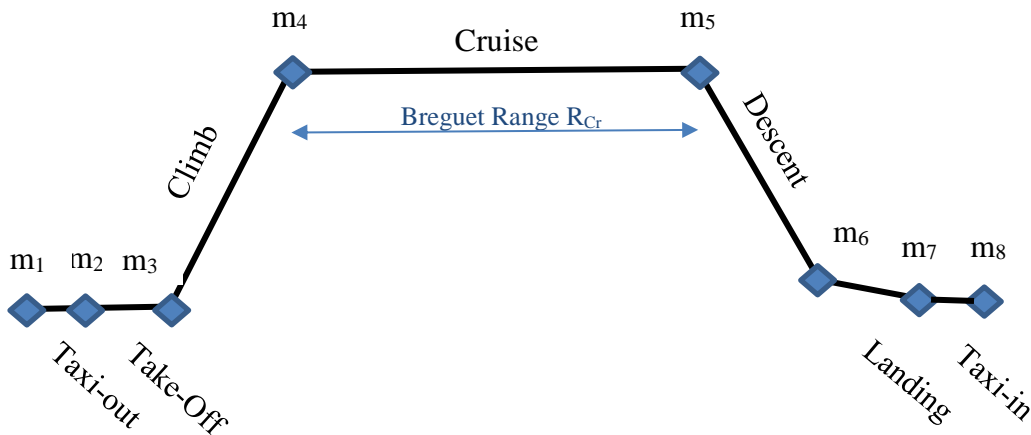 m4
m5
Cruise
Breguet Range RCr
Climb
Descent
m1
m2
m3
m6
m7
m8
Taxi-out
Take-Off
Landing
Taxi-in